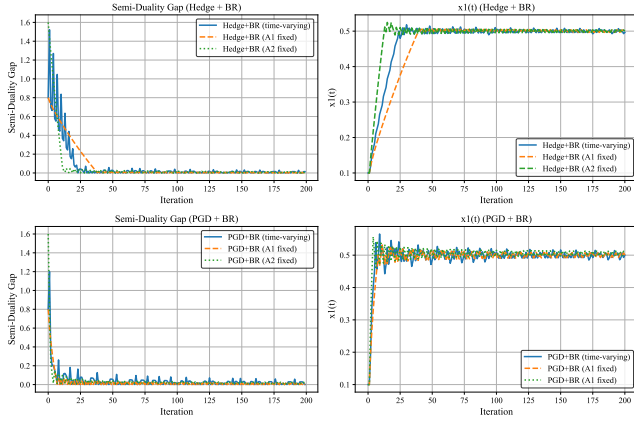 Semi-Duality Gap (Hedge + BR)
Semi-Duality Gap
1.6
1.4
1.2
1.0
0.8
0.6
0.4
0.2
0.0
Hedge+BR (time-varying)
Hedge+BR (A1 fixed)
Hedge+BR (A2 fixed)
0 25 50 75 100 125 150 175 200
Iteration
x1(t) (Hedge + BR)
x1(t)
0.5
0.4
0.3
0.2
0.1
Hedge+BR (time-varying)
Hedge+BR (A1 fixed)
Hedge+BR (A2 fixed)
0 25 50 75 100 125 150 175 200
Iteration
Semi-Duality Gap (PGD + BR)
Semi-Duality Gap
1.6
1.4
1.2
1.0
0.8
0.6
0.4
0.2
0.0
PGD+BR (time-varying)
PGD+BR (A1 fixed)
PGD+BR (A2 fixed)
0 25 50 75 100 125 150 175 200
Iteration
x1(t) (PGD + BR)
x1(t)
0.5
0.4
0.3
0.2
0.1
PGD+BR (time-varying)
PGD+BR (A1 fixed)
PGD+BR (A1 fixed)
0 25 50 75 100 125 150 175 200
Iteration